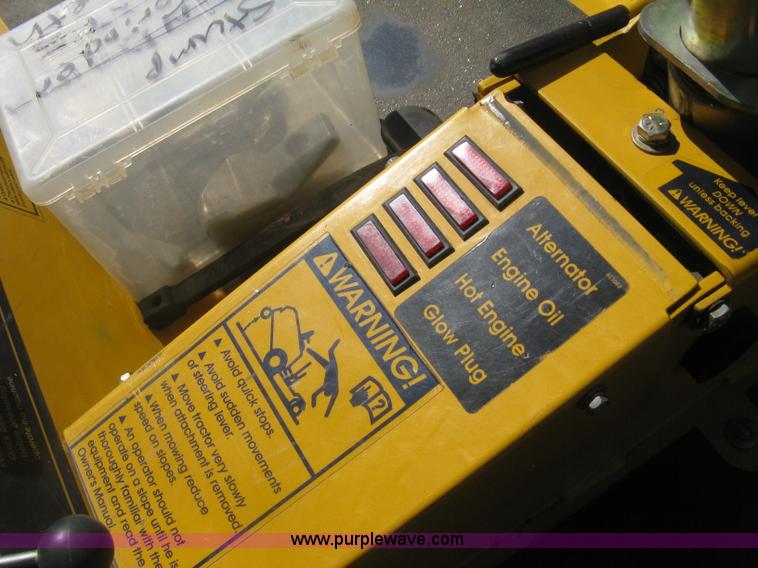 Stump
Grinder
teeth
Keep lever
DOWN
unless backing
WARNING!
Alternator
Engine Oil
Hot Engine
Glow Plug
WARNING!
Avoid quick stops.
Avoid sudden movements
of steering lever.
Move tractor very slowly
when attachment is removed.
When mowing reduce
speed on slopes.
An operator should not
operate on a slope until he is
thoroughly familiar with the
equipment and read the
Owner's Manual
www.purplewave.com